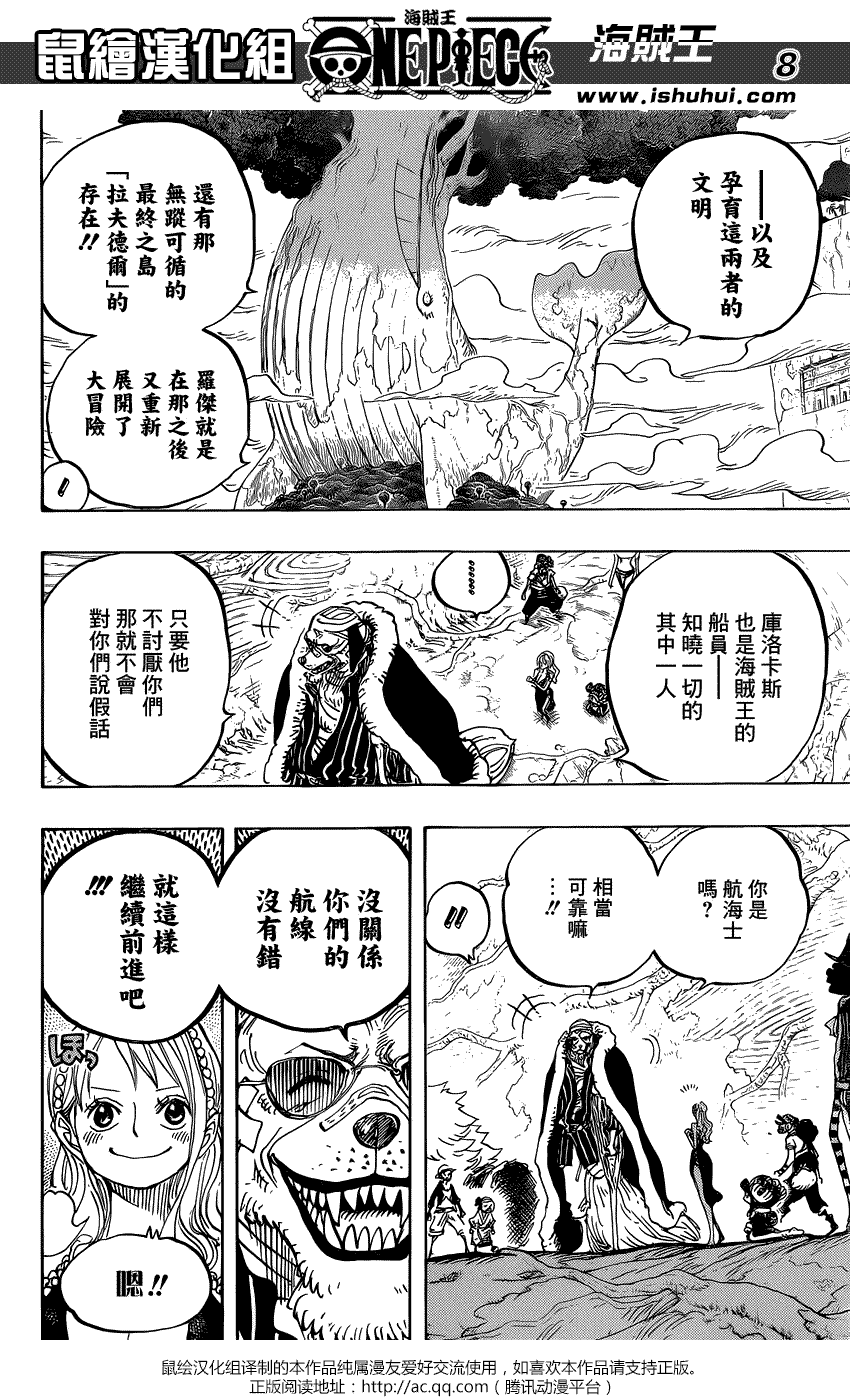 鼠繪漢化組
海賊王
ONE PIECE
海賊王
8
www.ishuhui.com
——以及
孕育這兩者的
文明
還有那
無蹤可循的
最終之島
「拉夫德爾」的
存在!!
羅傑就是
在那之後
又重新
展開了
大冒險
!
庫洛卡斯
也是海賊王的
船員——
知曉一切的
其中一人
……
只要他
不討厭你們
那就不會
對你們說假話
你是
航海士
嗎?
相當
可靠嘛
…!!
!!
沒關係
你們的
航線
沒有錯
就這樣
繼續前進吧
!!!
ほっ
嗯!!
鼠绘汉化组译制的本作品纯属漫友爱好交流使用，如喜欢本作品请支持正版。
正版阅读地址：http://ac.qq.com（腾讯动漫平台）